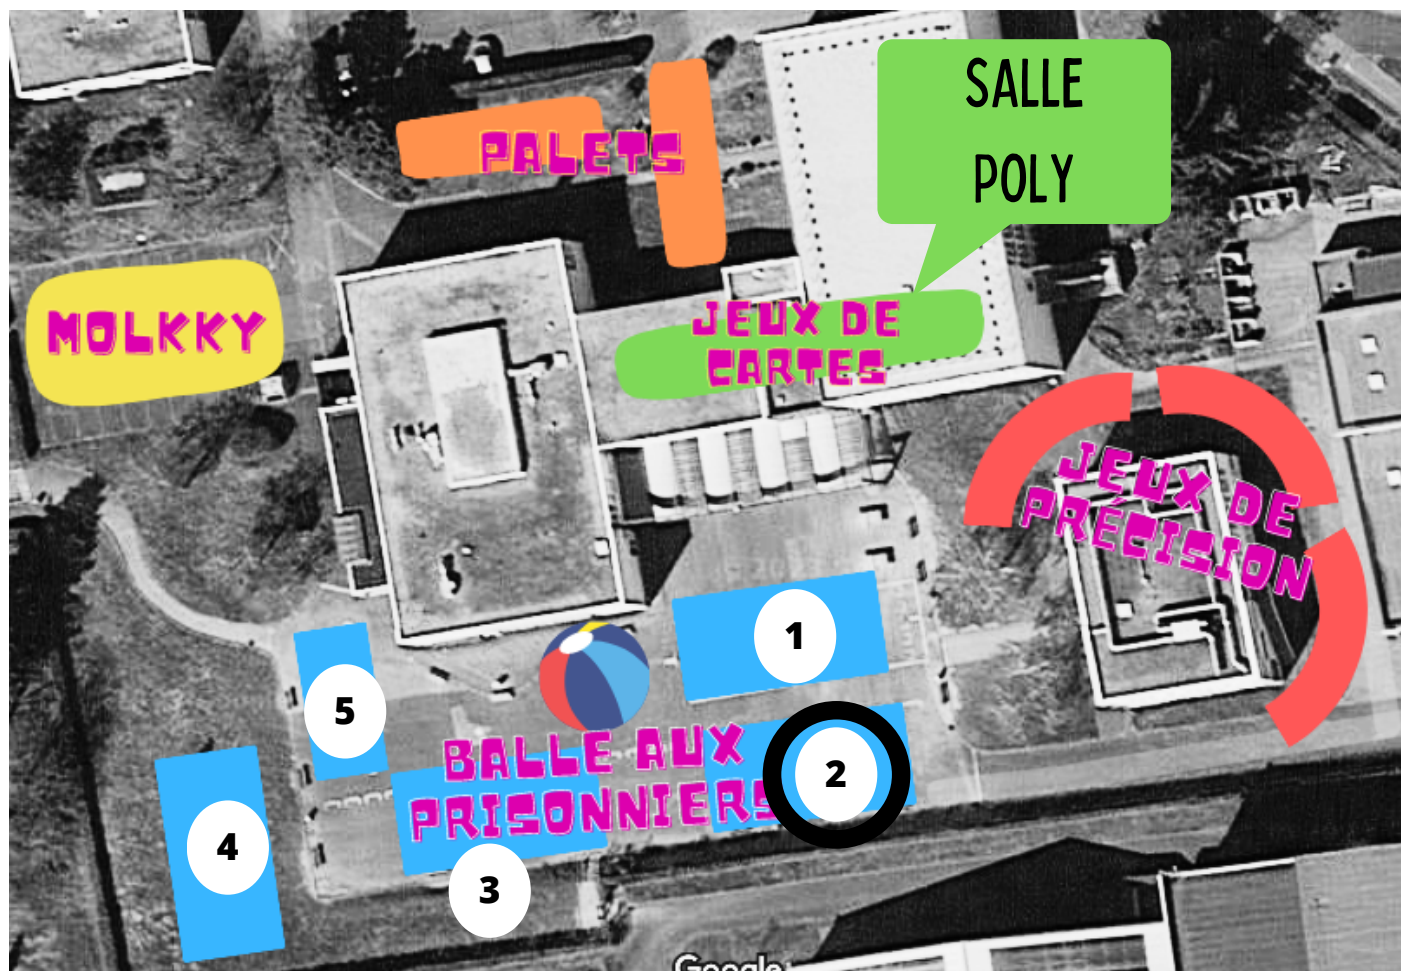 SALLE
POLY
PALETS
MOLKKY
JEUX DE
CARTES
JEUX DE
PRÉCISION
1
5
BALLE AUX
PRISONNIERS
2
4
3
Google